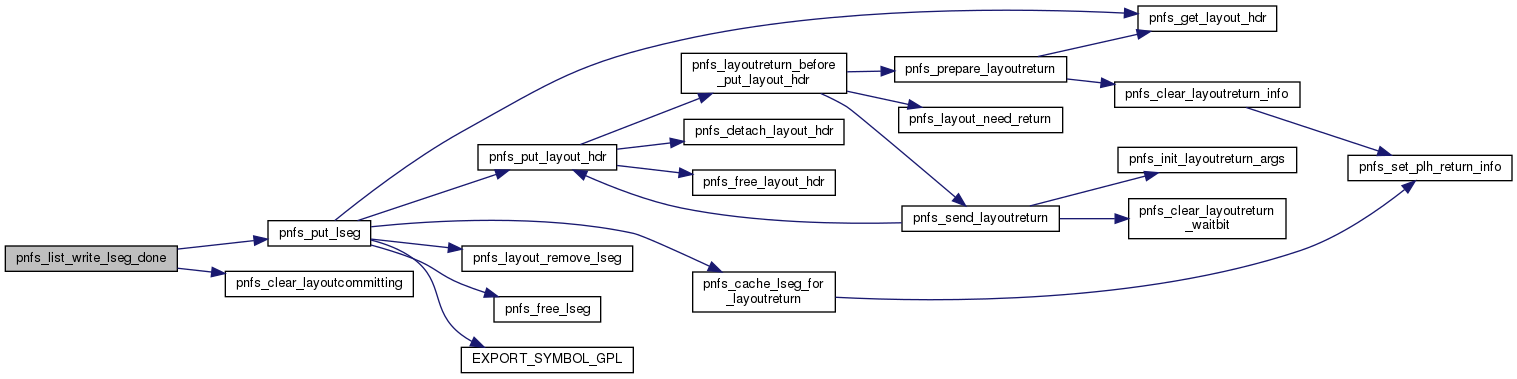 pnfs_get_layout_hdr
pnfs_layoutreturn_before
_put_layout_hdr
pnfs_prepare_layoutreturn
pnfs_clear_layoutreturn_info
pnfs_layout_need_return
pnfs_detach_layout_hdr
pnfs_put_layout_hdr
pnfs_init_layoutreturn_args
pnfs_set_plh_return_info
pnfs_free_layout_hdr
pnfs_send_layoutreturn
pnfs_clear_layoutreturn
_waitbit
pnfs_put_lseg
pnfs_list_write_lseg_done
pnfs_layout_remove_lseg
pnfs_clear_layoutcommitting
pnfs_cache_lseg_for
_layoutreturn
pnfs_free_lseg
EXPORT_SYMBOL_GPL